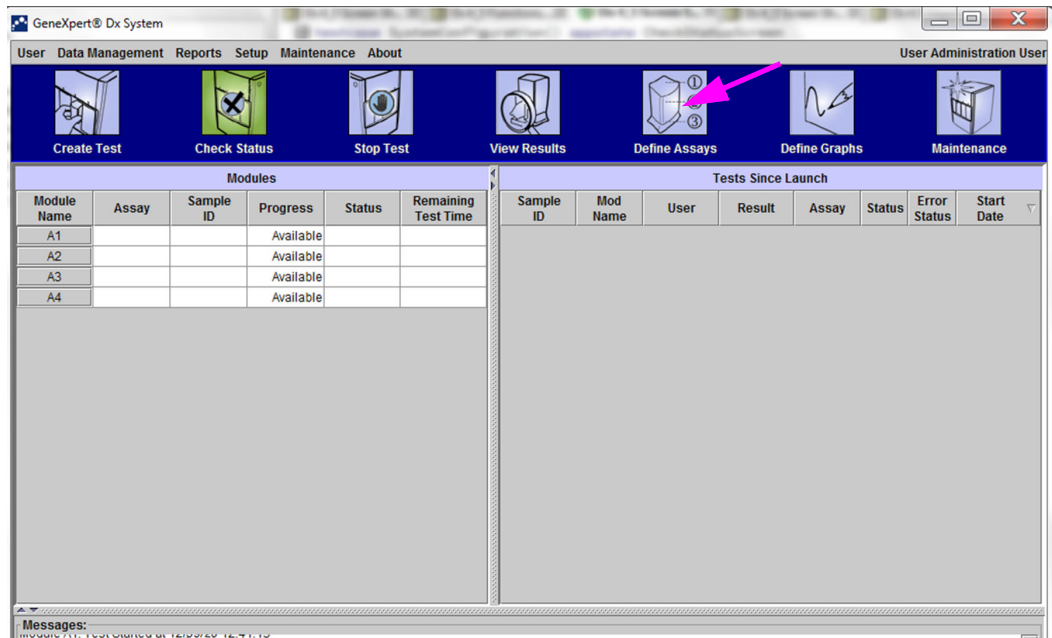 GeneXpert® Dx System
User Data Management Reports Setup Maintenance About User Administration User
① ② ③
Create Test Check Status Stop Test View Results Define Assays Define Graphs Maintenance
Modules
Module Name Assay Sample ID Progress Status Remaining Test Time
A1 Available
A2 Available
A3 Available
A4 Available
Tests Since Launch
Sample ID Mod Name User Result Assay Status Error Status Start Date
Messages: